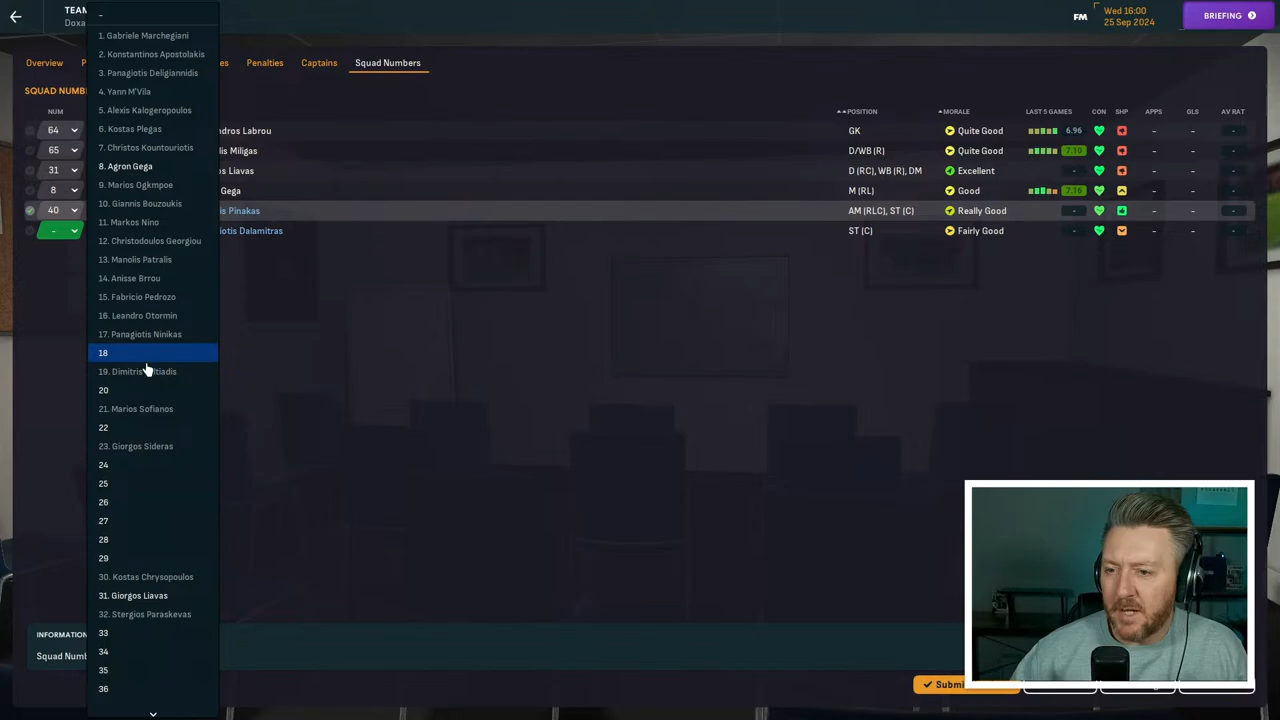 TEAM
Doxa
FM
Wed 16:00
25 Sep 2024
BRIEFING
Overview
P
es
Penalties
Captains
Squad Numbers
SQUAD NUMB
NUM
POSITION
MORALE
LAST 5 GAMES
CON
SHP
APPS
GLS
AV RAT
64
ndros Labrou
GK
Quite Good
6.96
-
-
-
65
lis Miligas
D/WB (R)
Quite Good
7.10
-
-
-
31
os Liavas
D (RC), WB (R), DM
Excellent
-
-
-
-
8
Gega
M (RL)
Good
7.16
-
-
-
40
is Pinakas
AM (RLC), ST (C)
Really Good
-
-
-
-
-
iotis Dalamitras
ST (C)
Fairly Good
-
-
-
-
-
1. Gabriele Marchegiani
2. Konstantinos Apostolakis
3. Panagiotis Deligiannidis
4. Yann M'Vila
5. Alexis Kalogeropoulos
6. Kostas Plegas
7. Christos Kountouriotis
8. Agron Gega
9. Marios Ogkmpoe
10. Giannis Bouzoukis
11. Markos Nino
12. Christodoulos Georgiou
13. Manolis Patralis
14. Anisse Brrou
15. Fabricio Pedrozo
16. Leandro Otormin
17. Panagiotis Ninikas
18
19. Dimitris ltiadis
20
21. Marios Sofianos
22
23. Giorgos Sideras
24
25
26
27
28
29
30. Kostas Chrysopoulos
31. Giorgos Liavas
32. Stergios Paraskevas
33
34
35
36
INFORMATION
Squad Numb
Submi